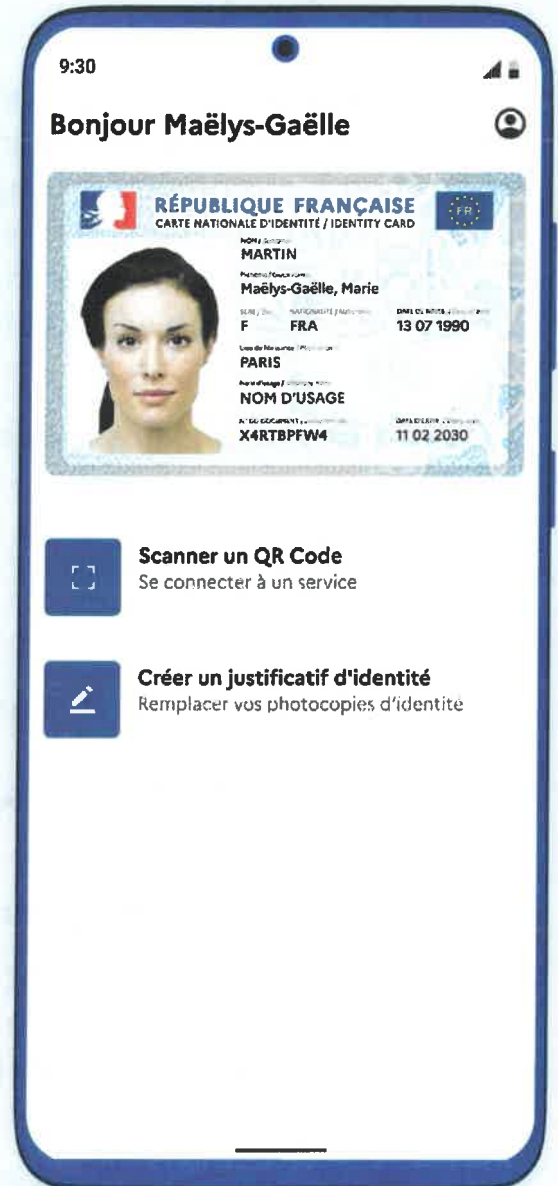 9:30
Bonjour Maëlys-Gaëlle
RÉPUBLIQUE FRANÇAISE
FR
CARTE NATIONALE D'IDENTITÉ / IDENTITY CARD
NOM /
MARTIN
Maëlys-Gaëlle, Marie
NATIONALITÉ /
F FRA 13 07 1990
PARIS
NOM D'USAGE
X4RTBPFW4 11 02 2030
Scanner un QR Code
Se connecter à un service
Créer un justificatif d'identité
Remplacer vos photocopies d'identité